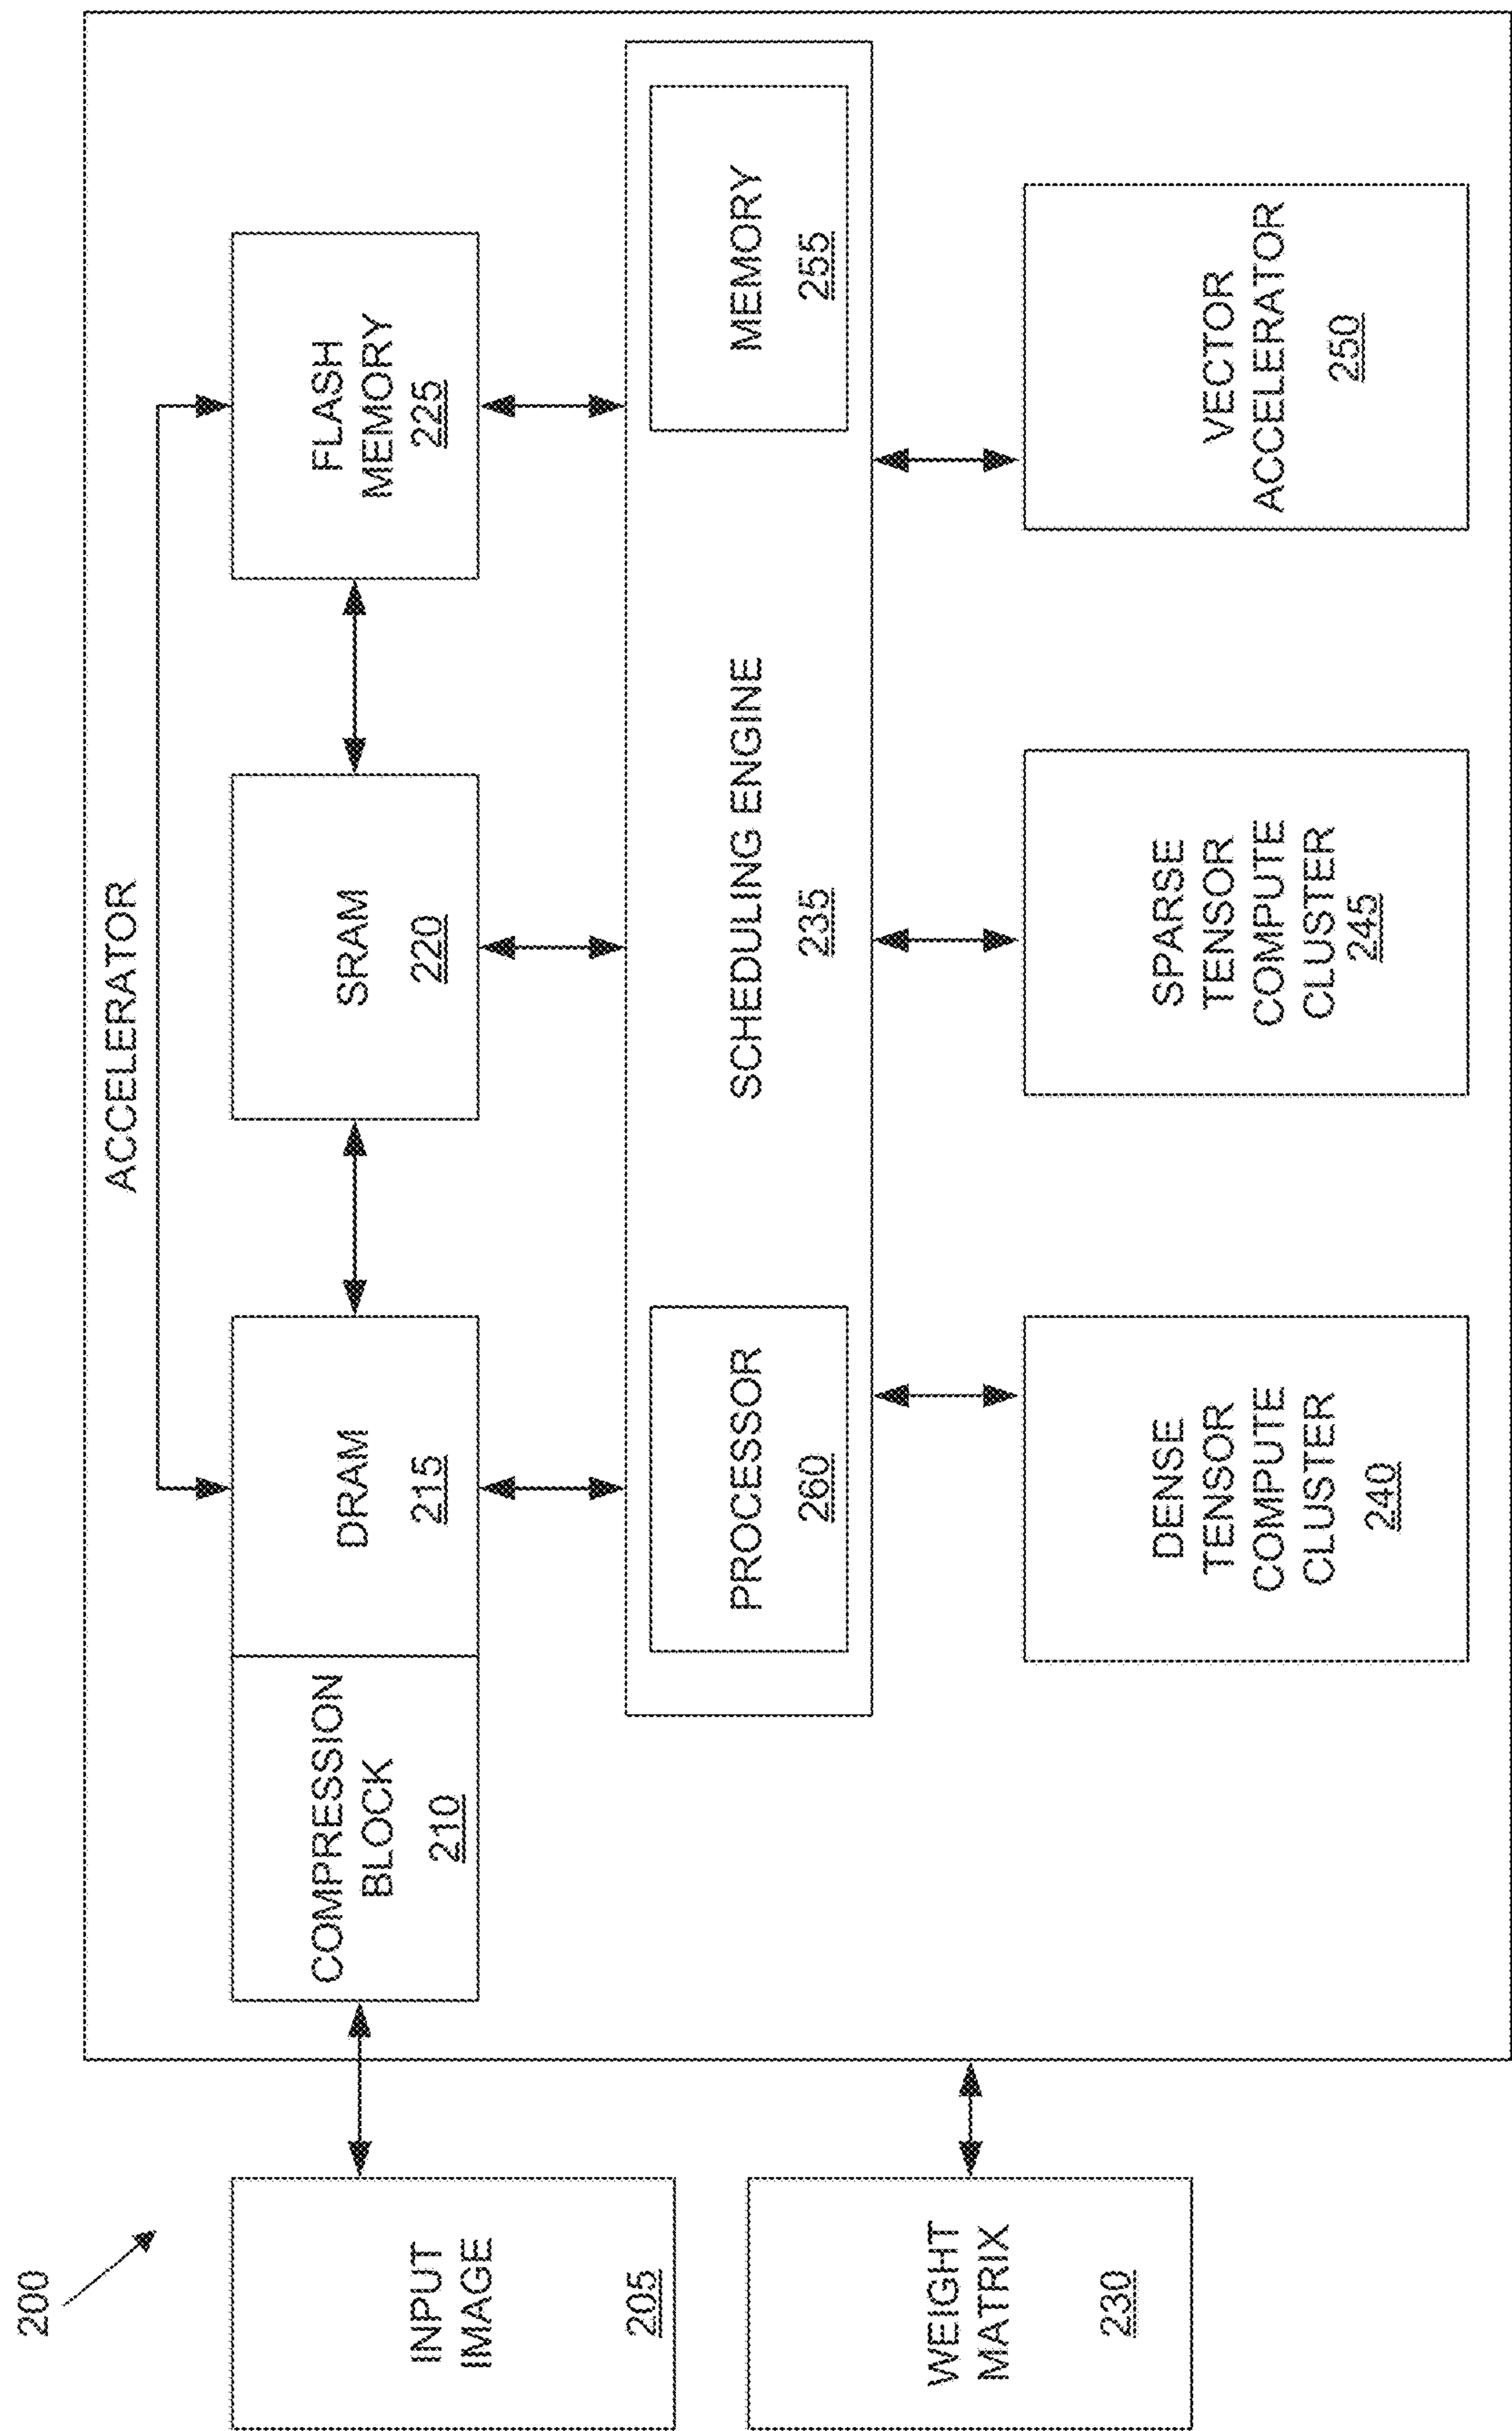 200
ACCELERATOR
INPUT
IMAGE
205
COMPRESSION
BLOCK
210
DRAM
215
SRAM
220
FLASH
MEMORY
225
WEIGHT
MATRIX
230
PROCESSOR
260
SCHEDULING ENGINE
235
MEMORY
255
DENSE
TENSOR
COMPUTE
CLUSTER
240
SPARSE
TENSOR
COMPUTE
CLUSTER
245
VECTOR
ACCELERATOR
250